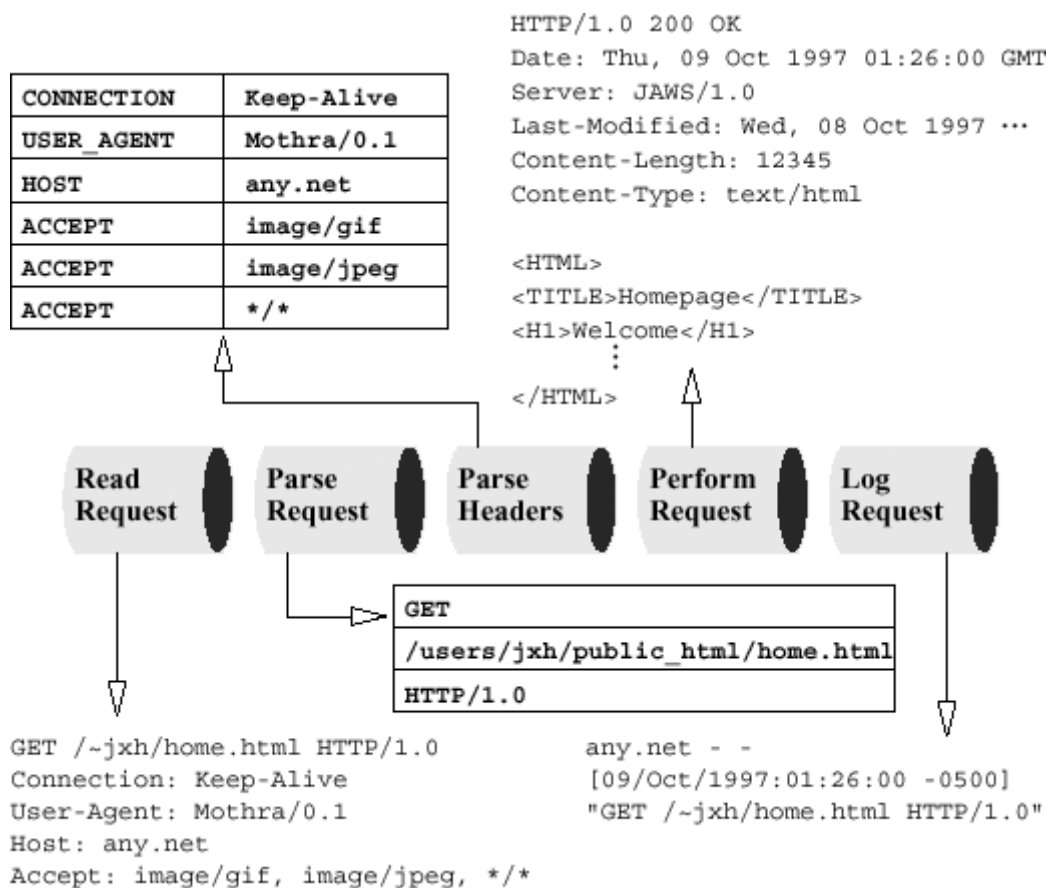 HTTP/1.0 200 OK
Date: Thu, 09 Oct 1997 01:26:00 GMT
Server: JAWS/1.0
Last-Modified: Wed, 08 Oct 1997 ···
Content-Length: 12345
Content-Type: text/html
<HTML>
<TITLE>Homepage</TITLE>
<H1>Welcome</H1>
⋮
</HTML>
CONNECTION Keep-Alive
USER_AGENT Mothra/0.1
HOST any.net
ACCEPT image/gif
ACCEPT image/jpeg
ACCEPT */*
Read
Request
Parse
Request
Parse
Headers
Perform
Request
Log
Request
GET
/users/jxh/public_html/home.html
HTTP/1.0
GET /~jxh/home.html HTTP/1.0
Connection: Keep-Alive
User-Agent: Mothra/0.1
Host: any.net
Accept: image/gif, image/jpeg, */*
any.net - -
[09/Oct/1997:01:26:00 -0500]
"GET /~jxh/home.html HTTP/1.0"